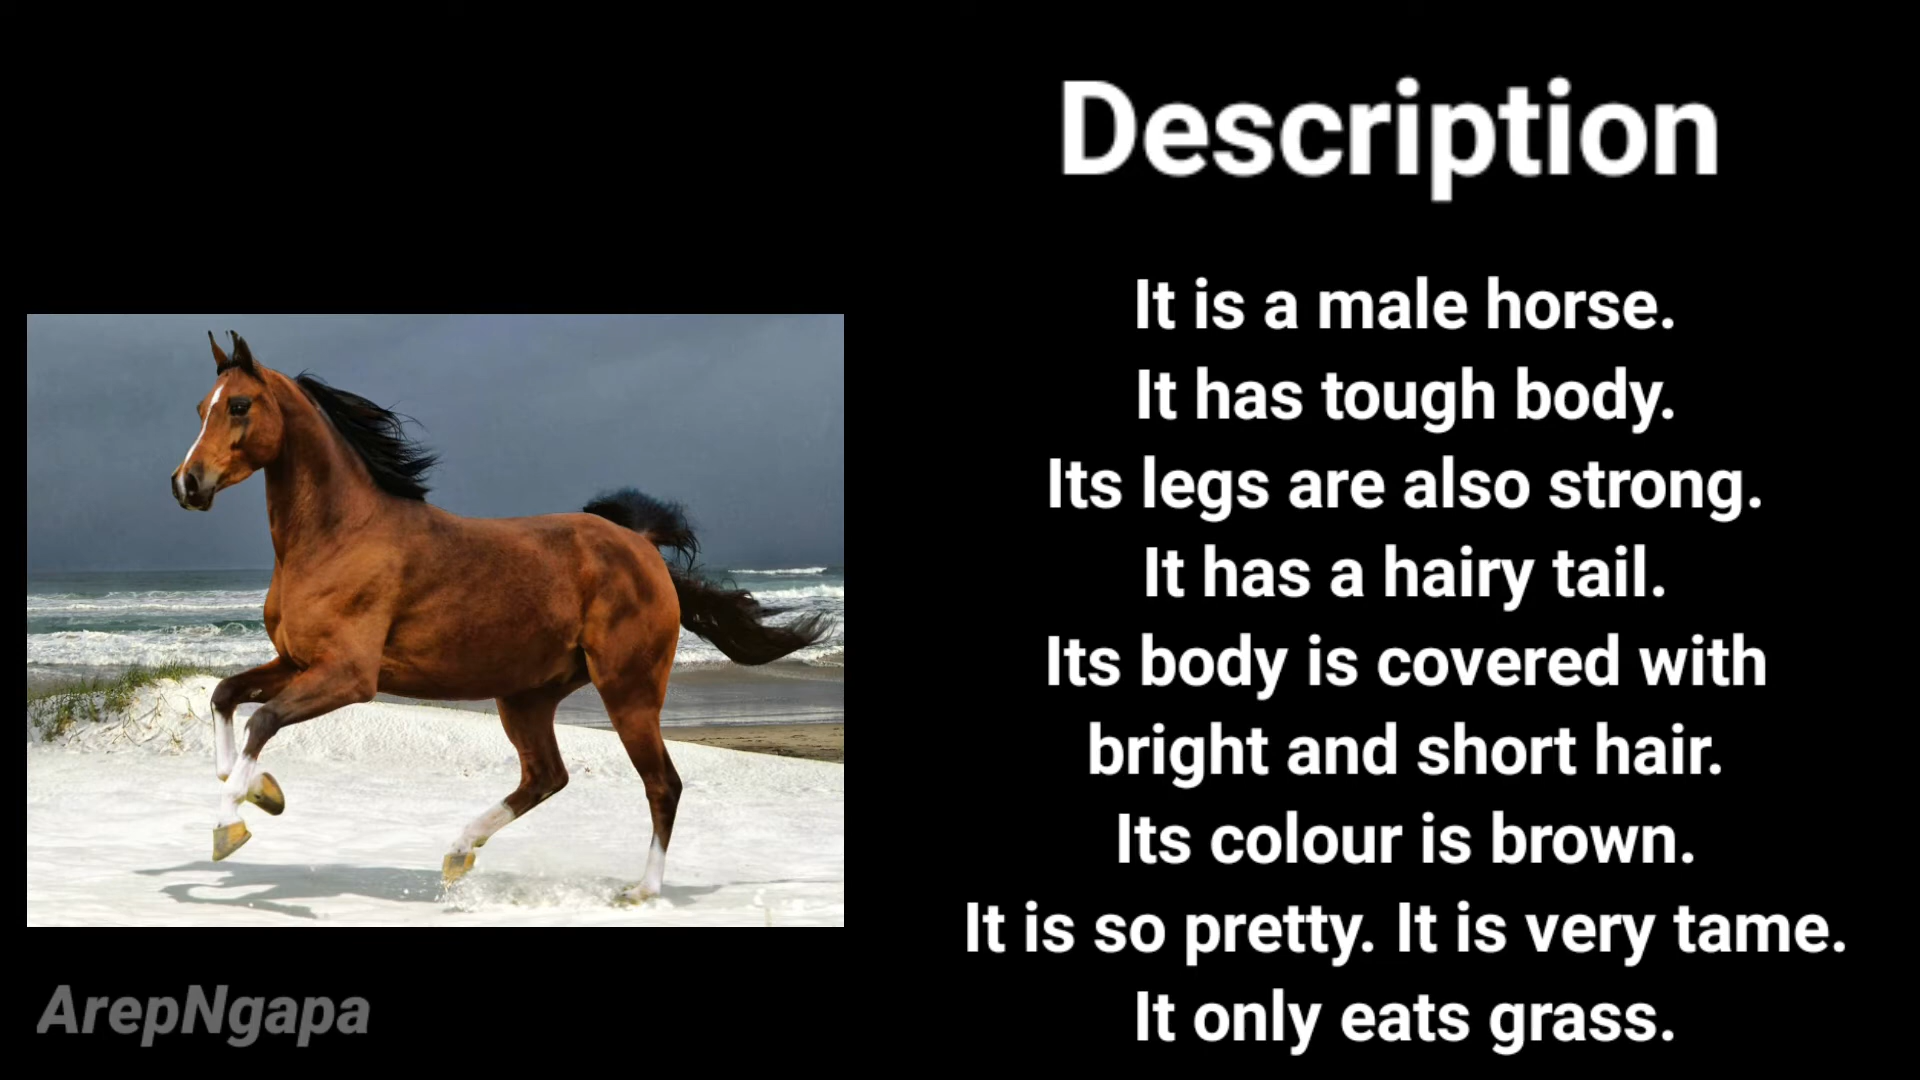 Description
It is a male horse.
It has tough body.
Its legs are also strong.
It has a hairy tail.
Its body is covered with
bright and short hair.
Its colour is brown.
It is so pretty. It is very tame.
It only eats grass.
ArepNgapa